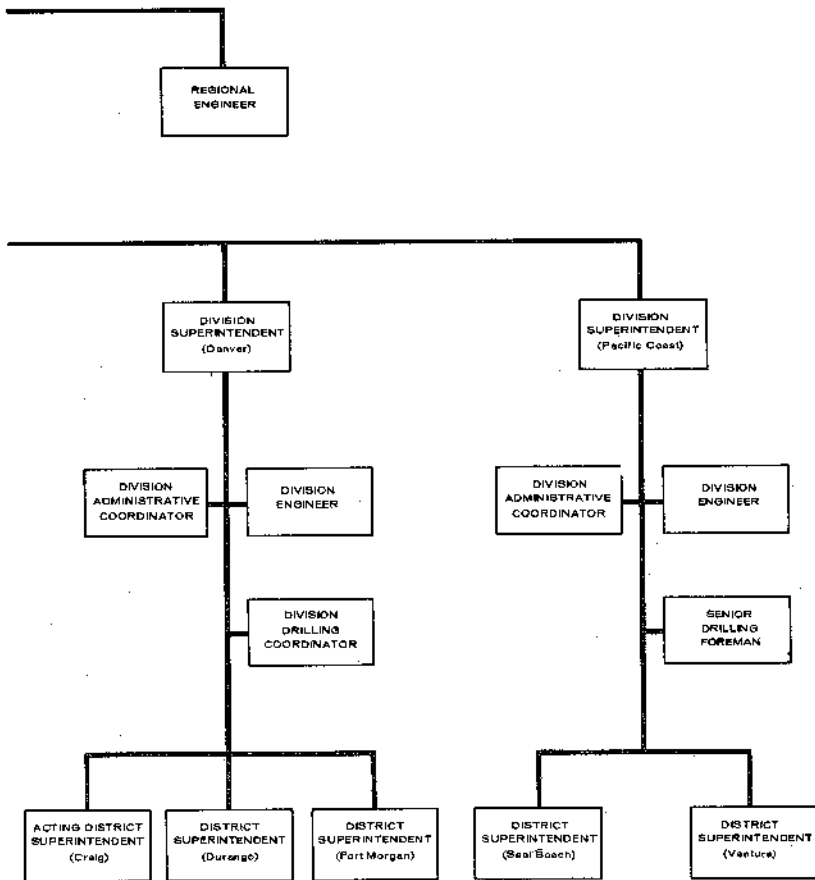 REGIONAL
ENGINEER
DIVISION
SUPERINTENDENT
(Denver)
DIVISION
SUPERINTENDENT
(Pacific Coast)
DIVISION
ADMINISTRATIVE
COORDINATOR
DIVISION
ENGINEER
DIVISION
ADMINISTRATIVE
COORDINATOR
DIVISION
ENGINEER
DIVISION
DRILLING
COORDINATOR
SENIOR
DRILLING
FOREMAN
ACTING DISTRICT
SUPERINTENDENT
(Craig)
DISTRICT
SUPERINTENDENT
(Durango)
DISTRICT
SUPERINTENDENT
(Fort Morgan)
DISTRICT
SUPERINTENDENT
(Seal Beach)
DISTRICT
SUPERINTENDENT
(Ventura)